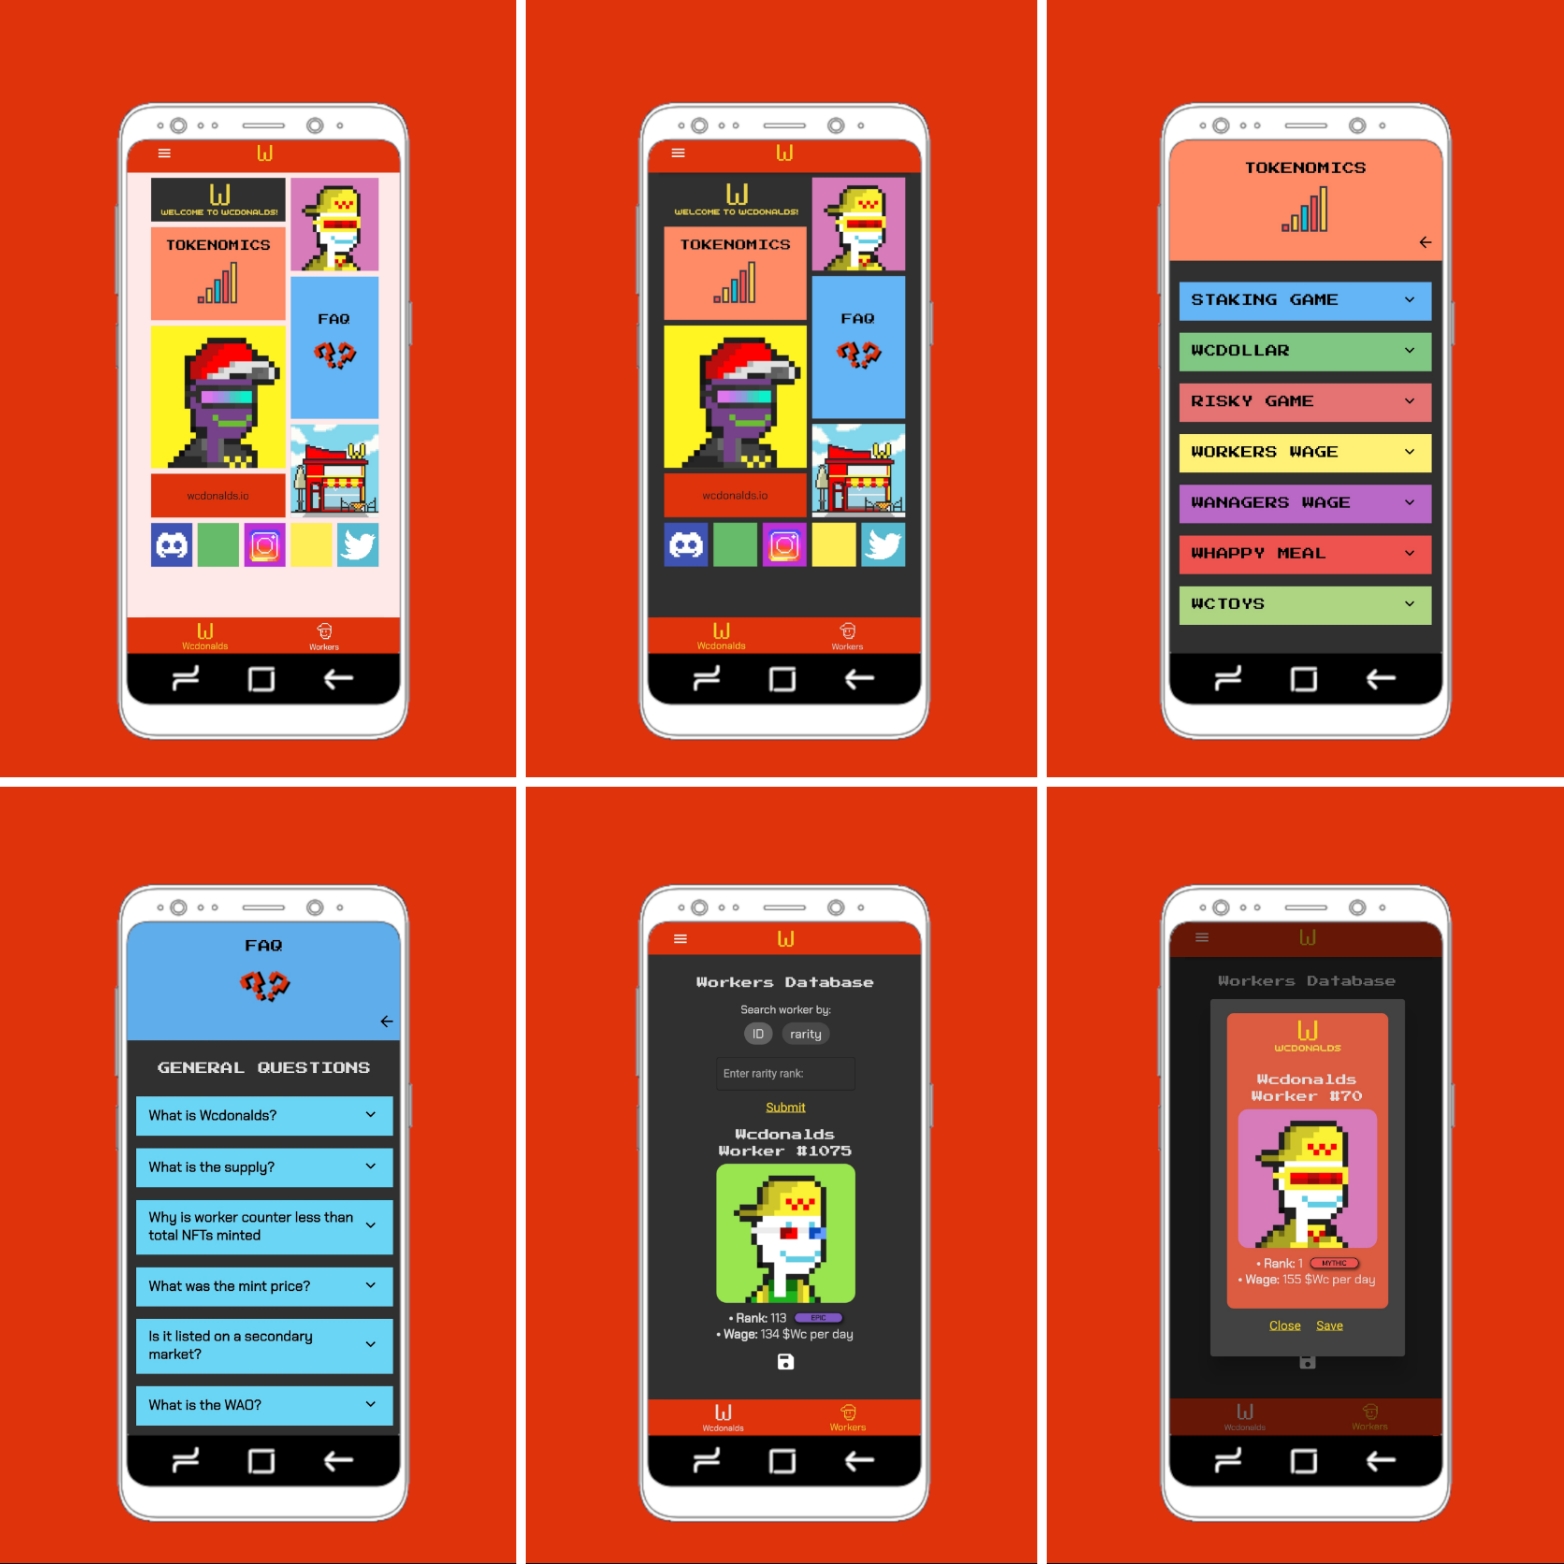 W
W
WELCOME TO WCDONALDS!
TOKENOMICS
FAQ
??
wcdonalds.io
W
Wcdonalds
Workers
W
W
WELCOME TO WCDONALDS!
TOKENOMICS
FAQ
??
wcdonalds.io
W
Wcdonalds
Workers
TOKENOMICS
STAKING GAME
WCDOLLAR
RISKY GAME
WORKERS WAGE
WANAGERS WAGE
WHAPPY MEAL
WCTOYS
FAQ
??
GENERAL QUESTIONS
What is Wcdonalds?
What is the supply?
Why is worker counter less than
total NFTs minted
What was the mint price?
Is it listed on a secondary
market?
What is the WAO?
W
Workers Database
Search worker by:
ID rarity
Enter rarity rank:
Submit
Wcdonalds
Worker #1075
• Rank: 113 EPIC
• Wage: 134 $Wc per day
W
Wcdonalds
Workers
W
Workers Database
W
WCDONALDS
Wcdonalds
Worker #70
• Rank: 1 MYTHIC
• Wage: 155 $Wc per day
Close Save
W
Wcdonalds
Workers